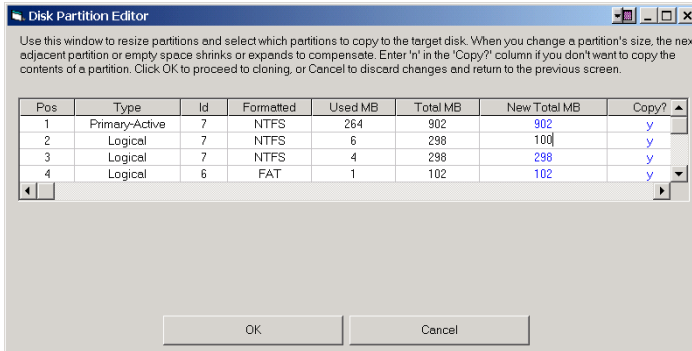 Disk Partition Editor
Use this window to resize partitions and select which partitions to copy to the target disk. When you change a partition's size, the nex
adjacent partition or empty space shrinks or expands to compensate. Enter 'n' in the 'Copy?' column if you don't want to copy the
contents of a partition. Click OK to proceed to cloning, or Cancel to discard changes and return to the previous screen.
Pos Type Id Formatted Used MB Total MB New Total MB Copy?
1 Primary-Active 7 NTFS 264 902 902 y
2 Logical 7 NTFS 6 298 100 y
3 Logical 7 NTFS 4 298 298 y
4 Logical 6 FAT 1 102 102 y
OK Cancel